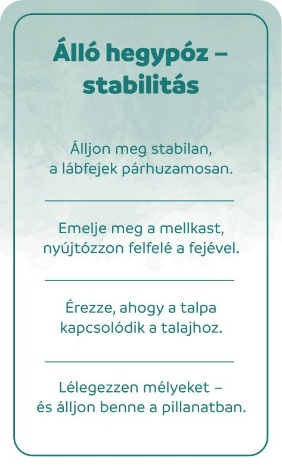 Álló hegypóz –
stabilitás
Álljon meg stabilan,
a lábfejek párhuzamosan.
Emelje meg a mellkast,
nyújtózzon felfelé a fejével.
Érezze, ahogy a talpa
kapcsolódik a talajhoz.
Lélegezzen mélyeket –
és álljon benne a pillanatban.